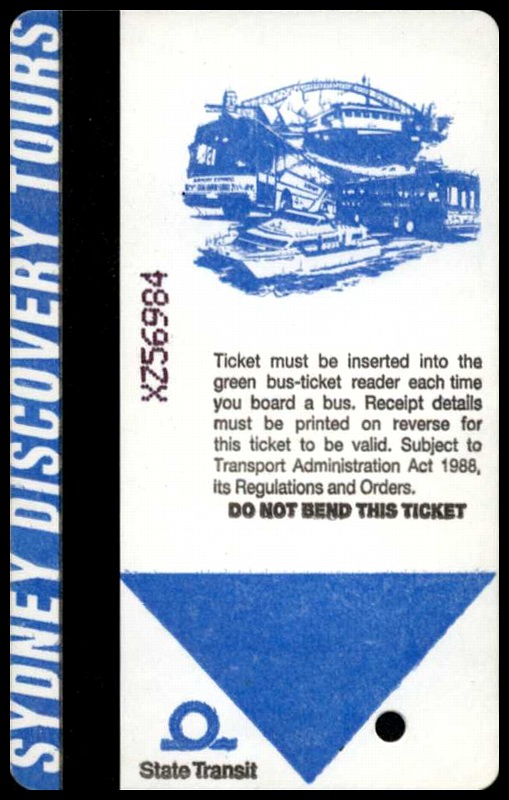 SYDNEY DISCOVERY TOURS
XZ56984
Ticket must be inserted into the
green bus-ticket reader each time
you board a bus. Receipt details
must be printed on reverse for
this ticket to be valid. Subject to
Transport Administration Act 1988,
its Regulations and Orders.
DO NOT BEND THIS TICKET
State Transit